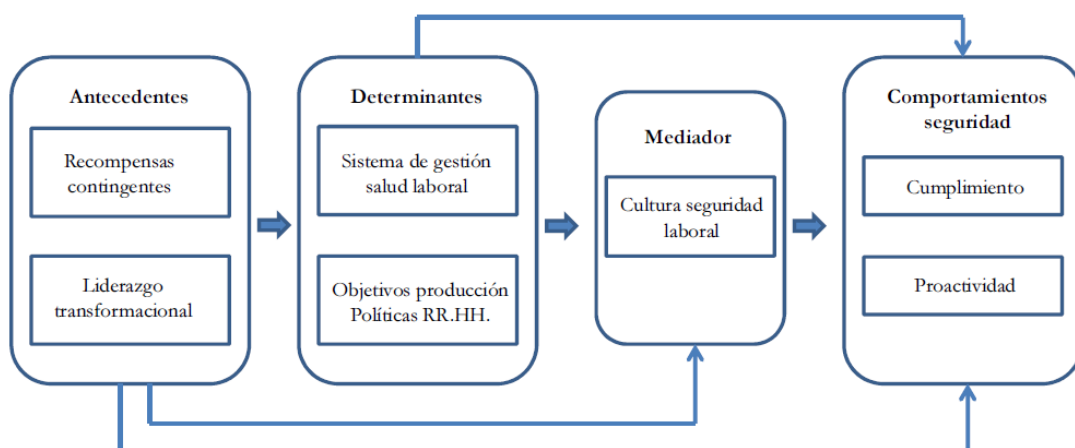 Antecedentes
Recompensas
contingentes
Liderazgo
transformacional
Determinantes
Sistema de gestión
salud laboral
Objetivos producción
Políticas RR.HH.
Mediador
Cultura seguridad
laboral
Comportamientos
seguridad
Cumplimiento
Proactividad